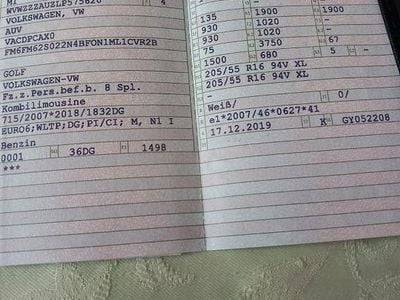 VOLKSWAGEN, VW
AUV
VACDPCAX0
FM6FM62S022N4BFON1ML1CVR2B
GOLF
VOLKSWAGEN-VW
Fz.z.Pers.bef.b. 8 Spl.
Kombilimousine
715/2007*2018/1832DG
EURO6;WLTP;DG;PI/CI; M, N1 I
Benzin
0001 36DG 1498
***
4
135 1900 1900
930 1020 -
930 1020 -
75 3750 67
1500 680 5 -
205/55 R16 94V XL
205/55 R16 94V XL
-
-
Weiß/ 0/
e1*2007/46*0627*41
17.12.2019 K GY052208